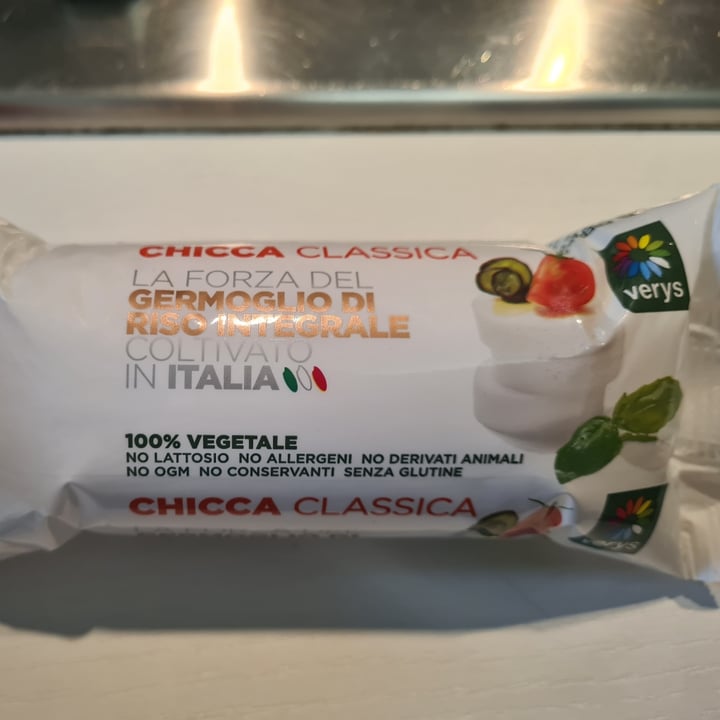 CHICCA CLASSICA
LA FORZA DEL
GERMOGLIO DI
RISO INTEGRALE
COLTIVATO
IN ITALIA
verys
100% VEGETALE
NO LATTOSIO NO ALLERGENI NO DERIVATI ANIMALI
NO OGM NO CONSERVANTI SENZA GLUTINE
CHICCA CLASSICA
verys